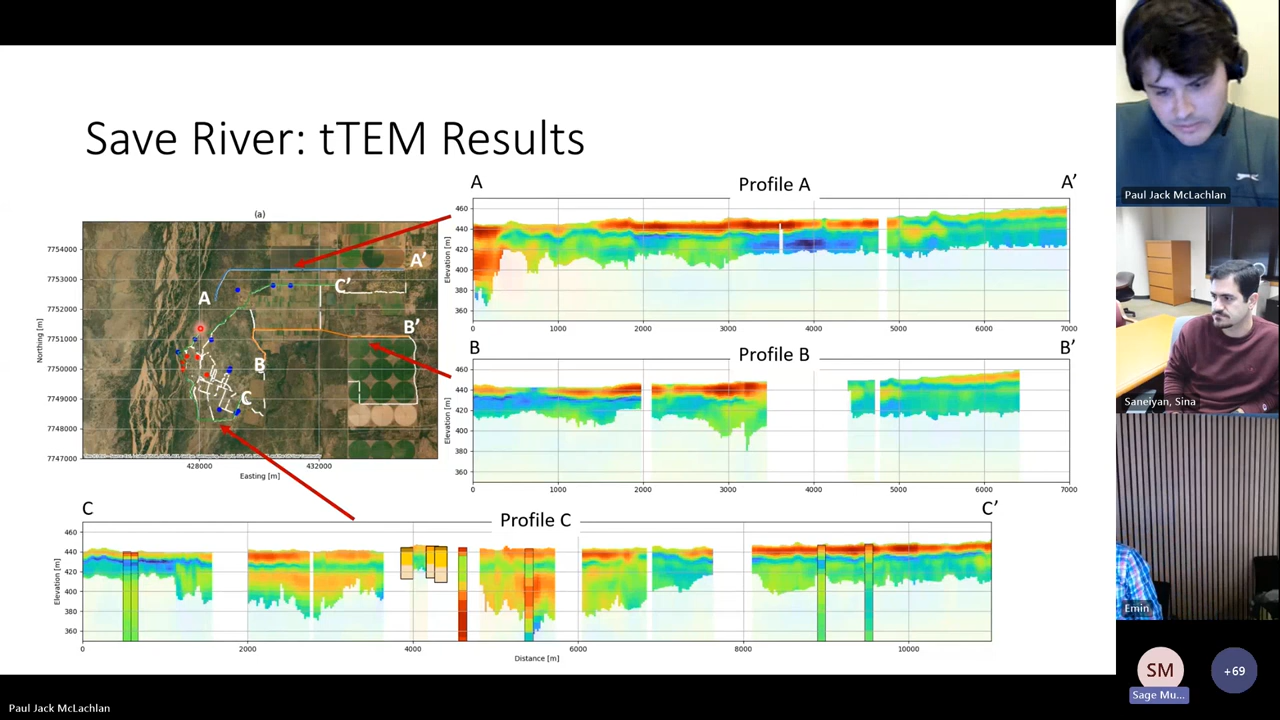 Save River: tTEM Results
(a)
7754000
7753000
7752000
7751000
7750000
7749000
7748000
7747000
Northing [m]
428000
432000
Easting [m]
A'
A
C'
B'
B
C
A
Profile A
A'
460
440
420
400
380
360
Elevation [m]
0
1000
2000
3000
4000
5000
6000
7000
B
Profile B
B'
460
440
420
400
380
360
Elevation [m]
0
1000
2000
3000
4000
5000
6000
7000
C
Profile C
C'
460
440
420
400
380
360
Elevation [m]
0
2000
4000
6000
8000
10000
Distance [m]
Paul Jack McLachlan
Saneiyan, Sina
Emin
SM
Sage Mu...
+69
Paul Jack McLachlan